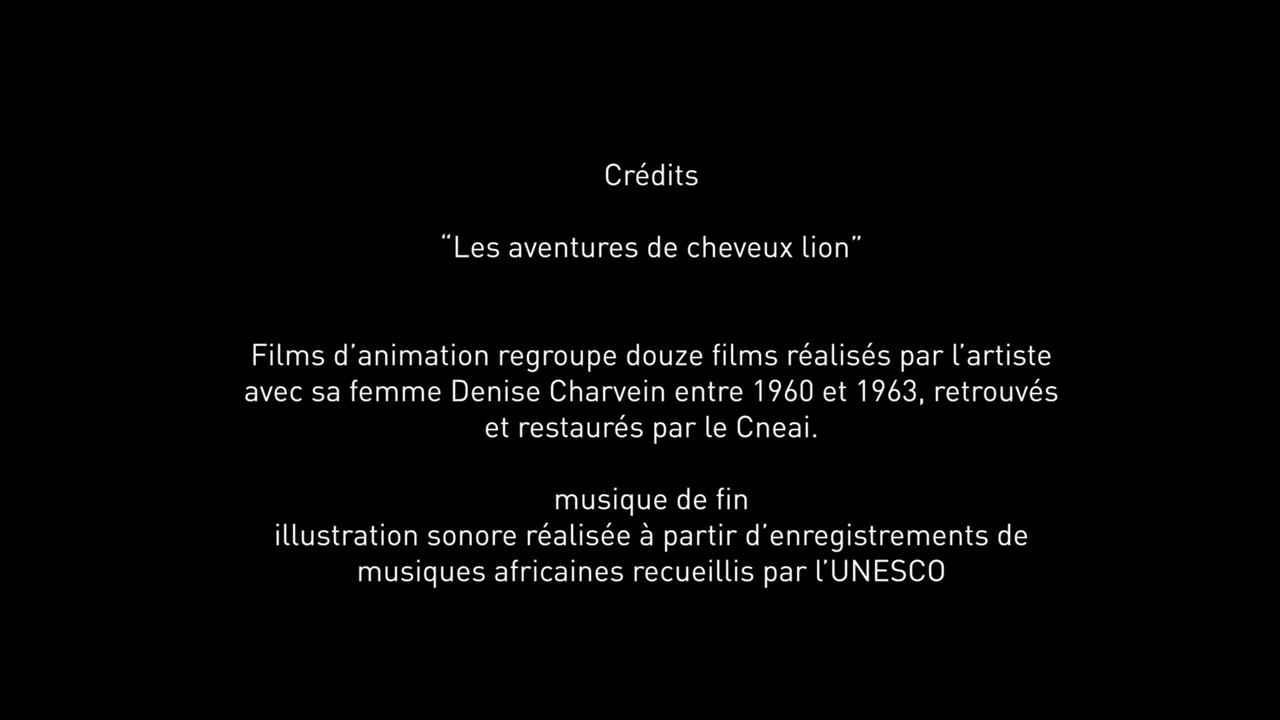 Crédits
“Les aventures de cheveux lion”
Films d’animation regroupe douze films réalisés par l’artiste
avec sa femme Denise Charvein entre 1960 et 1963, retrouvés
et restaurés par le Cneai.
musique de fin
illustration sonore réalisée à partir d’enregistrements de
musiques africaines recueillis par l’UNESCO